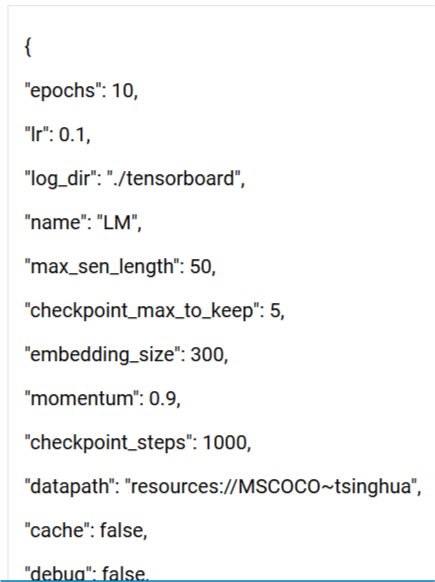 {
"epochs": 10,
"lr": 0.1,
"log_dir": "./tensorboard",
"name": "LM",
"max_sen_length": 50,
"checkpoint_max_to_keep": 5,
"embedding_size": 300,
"momentum": 0.9,
"checkpoint_steps": 1000,
"datapath": "resources://MSCOCO~tsinghua",
"cache": false,
"debug": false,